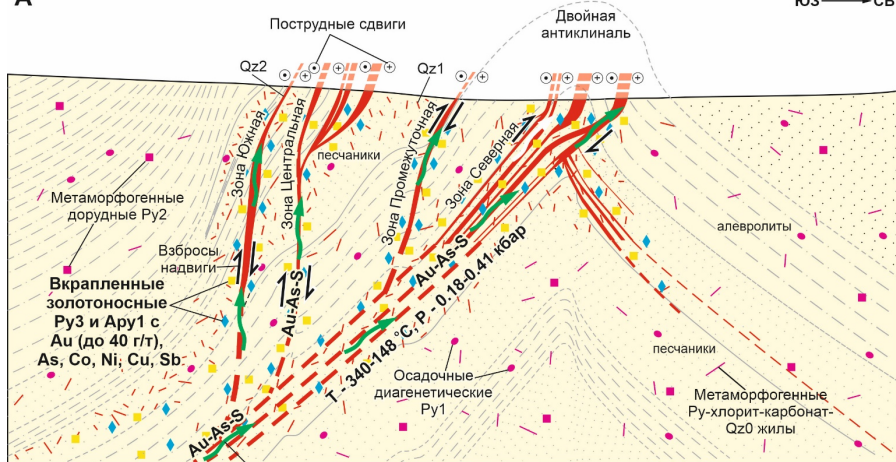 А
ЮЗ
СВ
Пострудные сдвиги
Двойная
антиклиналь
Qz2
Qz1
Зона Южная
Зона Центральная
песчаники
Зона Промежуточная
Зона Северная
Метаморфогенные
дорудные Py2
алевролиты
Взбросы
надвиги
Вкрапленные
золотоносные
Py3 и Apy1 с
Au (до 40 г/т),
As, Co, Ni, Cu, Sb
Au-As-S
Au-As-S
T - 340-148 °C, P - 0.18-0.41 кбар
песчаники
Осадочные
диагенетические
Py1
Метаморфогенные
Py-хлорит-карбонат-
Qz0 жилы
Au-As-S